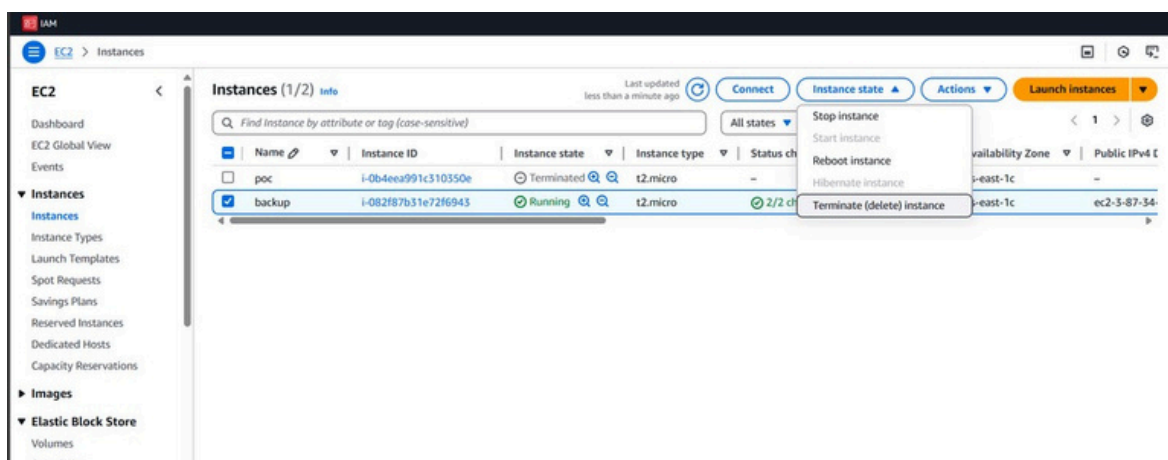 IAM
EC2 > Instances
EC2
Dashboard
EC2 Global View
Events
Instances
Instances
Instance Types
Launch Templates
Spot Requests
Savings Plans
Reserved Instances
Dedicated Hosts
Capacity Reservations
Images
Elastic Block Store
Volumes
Instances (1/2) Info
Last updated
less than a minute ago
Connect
Instance state
Actions
Launch instances
Find Instance by attribute or tag (case-sensitive)
All states
Stop instance
Start instance
Reboot instance
Hibernate instance
Terminate (delete) instance
1
Name Instance ID Instance state Instance type Status ch vailability Zone Public IPv4 D
poc i-0b4eea991c310350e Terminated t2.micro – s-east-1c –
backup i-082f87b31e72f6943 Running t2.micro 2/2 ch s-east-1c ec2-3-87-34-